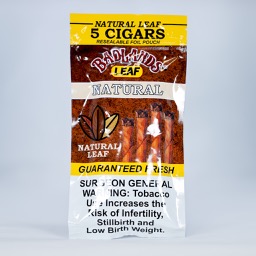 NATURAL LEAF
5 CIGARS
RESEALABLE FOIL POUCH
BADLANDS
LEAF
NATURAL
NATURAL
LEAF
GUARANTEED FRESH
SURGEON GENERAL
WARNING: Tobacco
Use Increases the
Risk of Infertility,
Stillbirth and
Low Birth Weight.